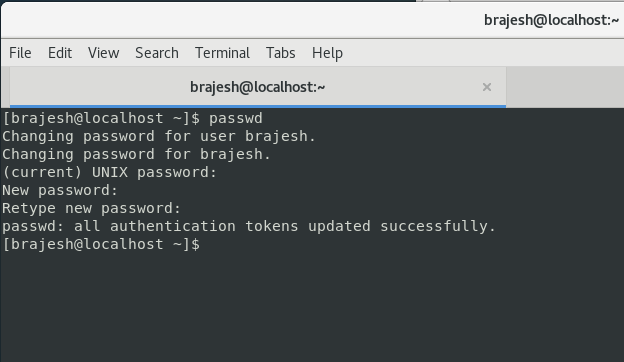 brajesh@localhost:~
File Edit View Search Terminal Tabs Help
brajesh@localhost:~ ×
[brajesh@localhost ~]$ passwd
Changing password for user brajesh.
Changing password for brajesh.
(current) UNIX password:
New password:
Retype new password:
passwd: all authentication tokens updated successfully.
[brajesh@localhost ~]$